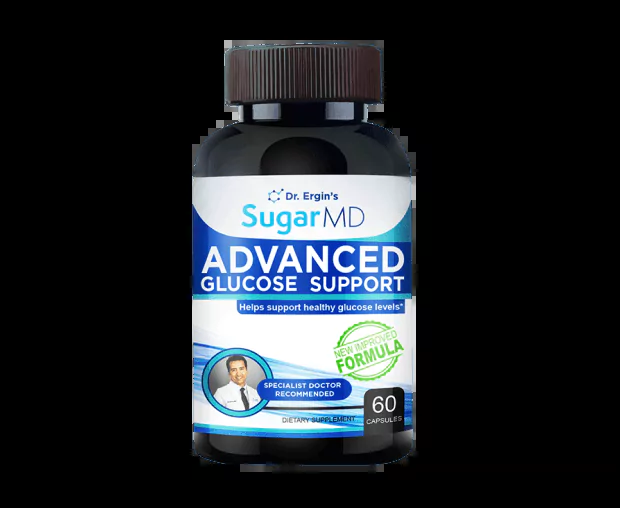 Dr. Ergin's
SugarMD
ADVANCED
GLUCOSE SUPPORT
Helps support healthy glucose levels*
NEW IMPROVED
FORMULA
SPECIALIST DOCTOR
RECOMMENDED
DIETARY SUPPLEMENT
60
CAPSULES